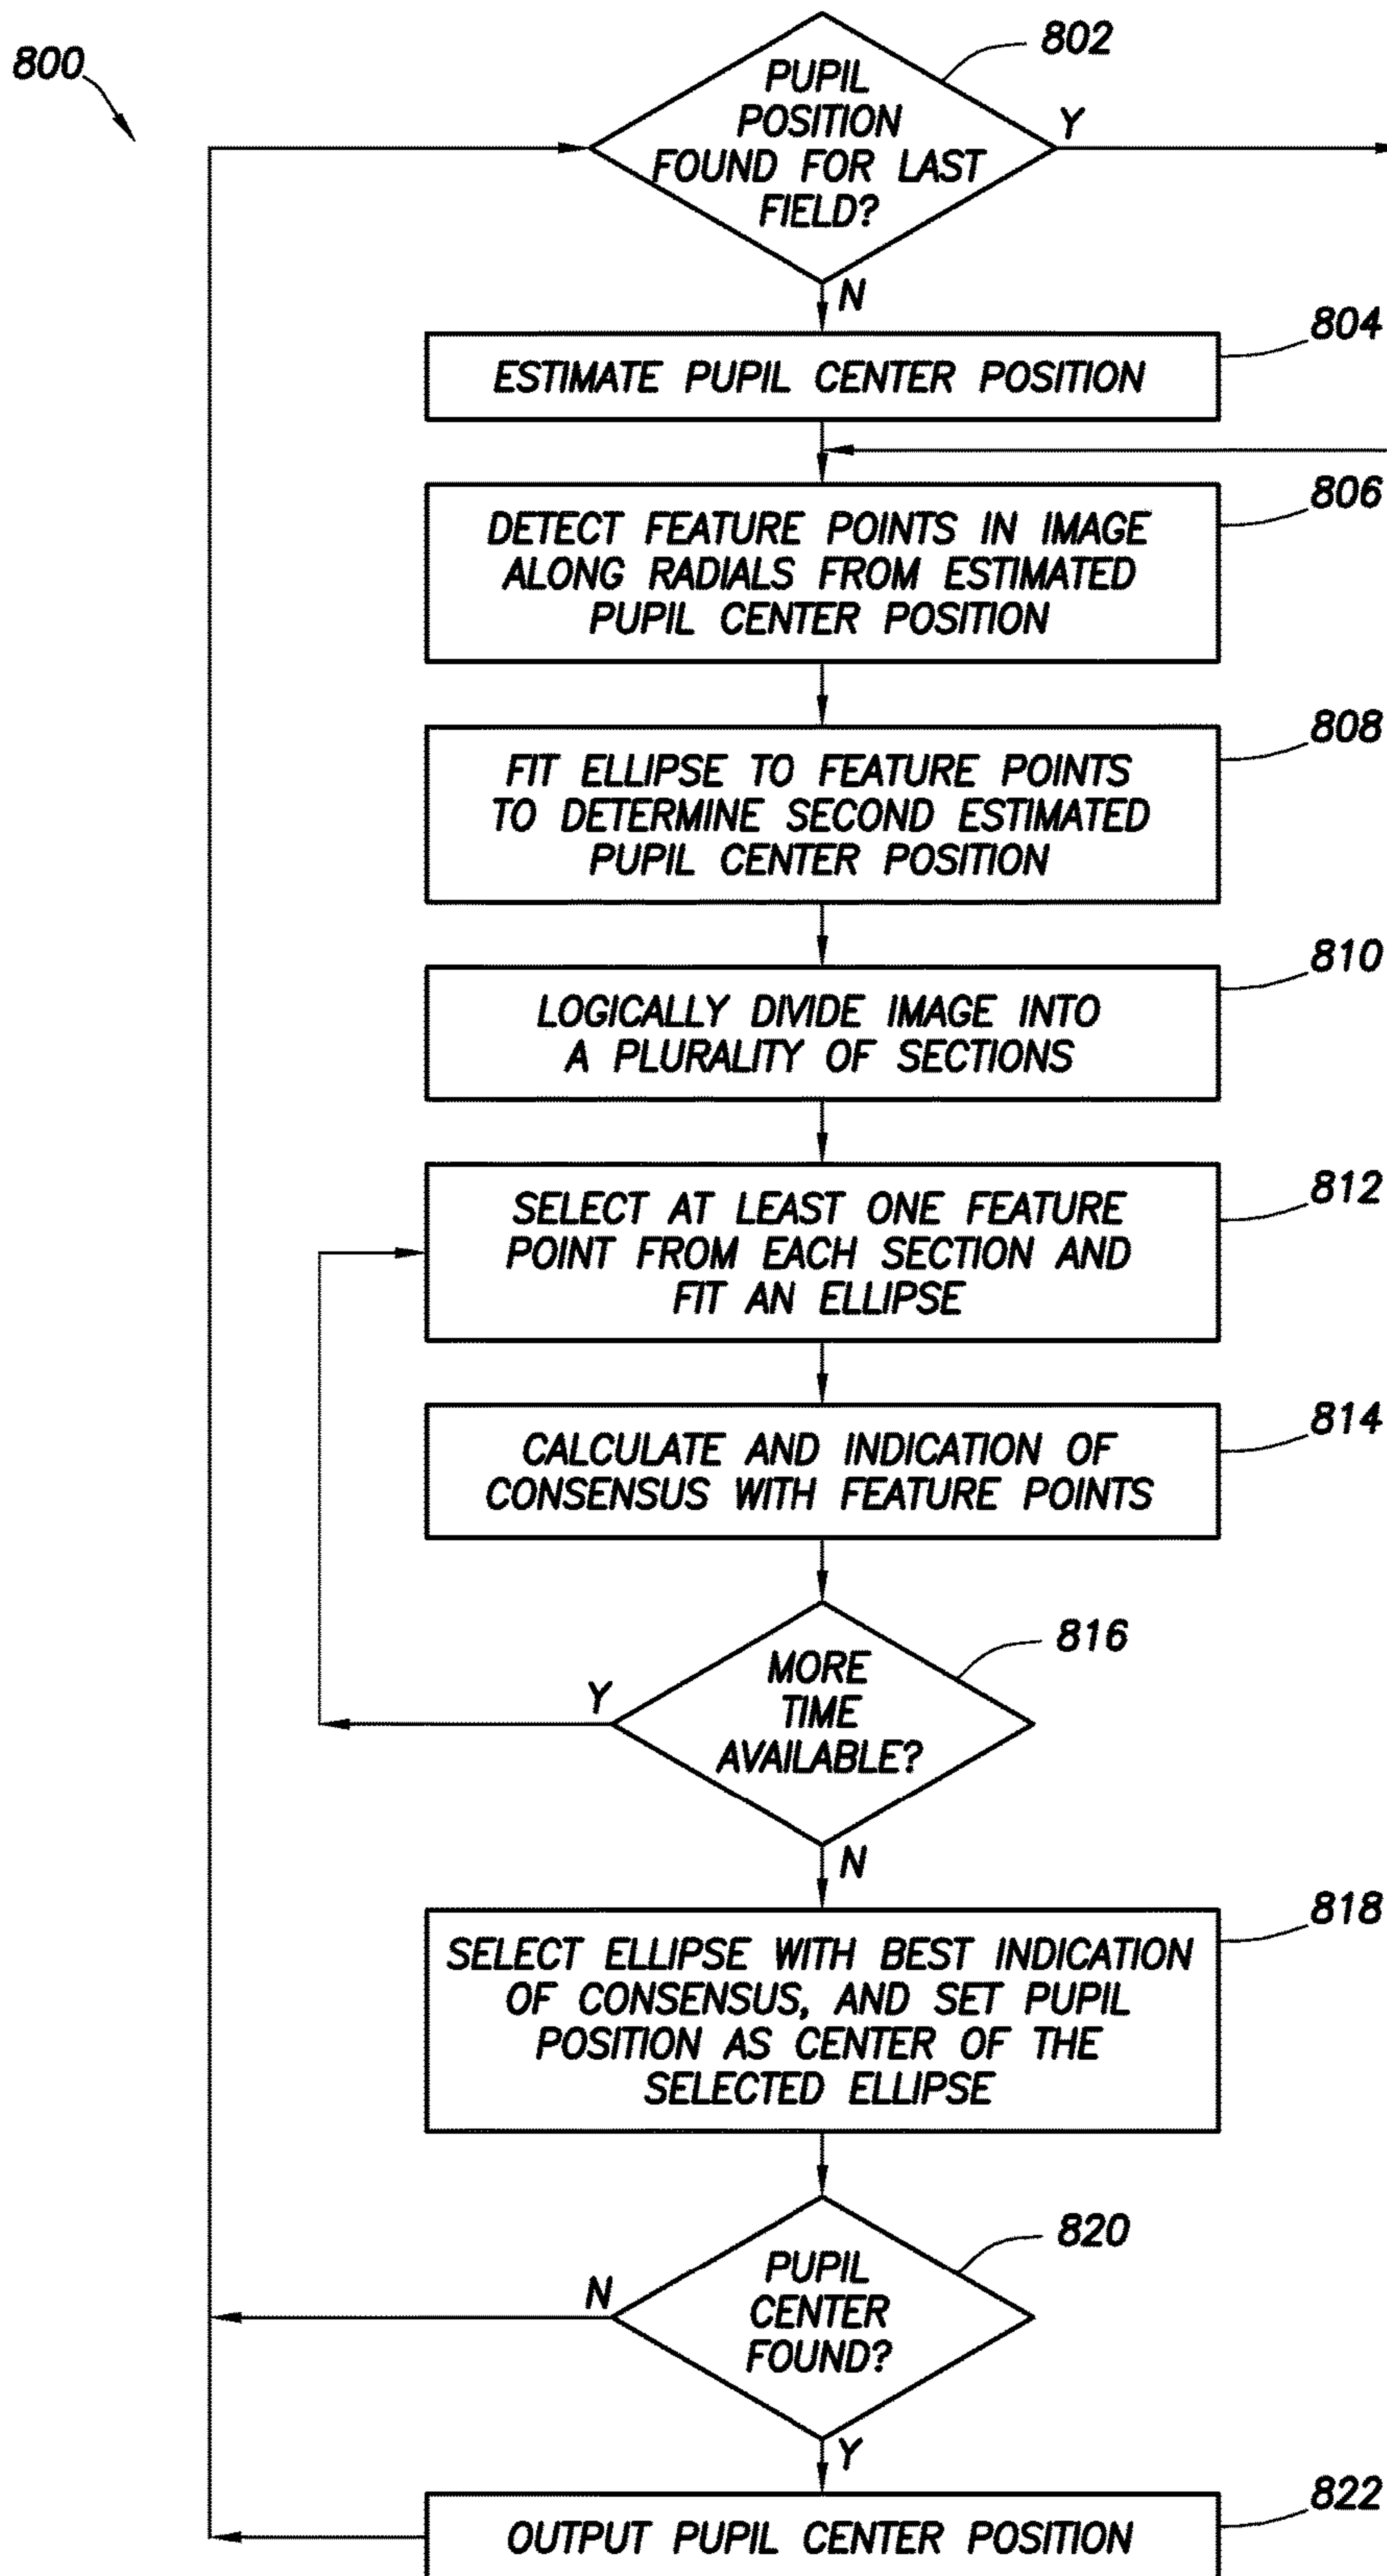 800
802
PUPIL
POSITION
FOUND FOR LAST
FIELD?
Y
N
804
ESTIMATE PUPIL CENTER POSITION
806
DETECT FEATURE POINTS IN IMAGE
ALONG RADIALS FROM ESTIMATED
PUPIL CENTER POSITION
808
FIT ELLIPSE TO FEATURE POINTS
TO DETERMINE SECOND ESTIMATED
PUPIL CENTER POSITION
810
LOGICALLY DIVIDE IMAGE INTO
A PLURALITY OF SECTIONS
812
SELECT AT LEAST ONE FEATURE
POINT FROM EACH SECTION AND
FIT AN ELLIPSE
814
CALCULATE AND INDICATION OF
CONSENSUS WITH FEATURE POINTS
816
MORE
TIME
AVAILABLE?
Y
N
818
SELECT ELLIPSE WITH BEST INDICATION
OF CONSENSUS, AND SET PUPIL
POSITION AS CENTER OF THE
SELECTED ELLIPSE
820
PUPIL
CENTER
FOUND?
N
Y
822
OUTPUT PUPIL CENTER POSITION